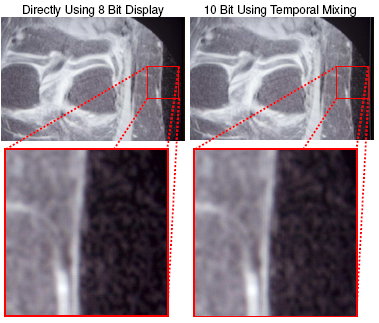 Directly Using 8 Bit Display
10 Bit Using Temporal Mixing